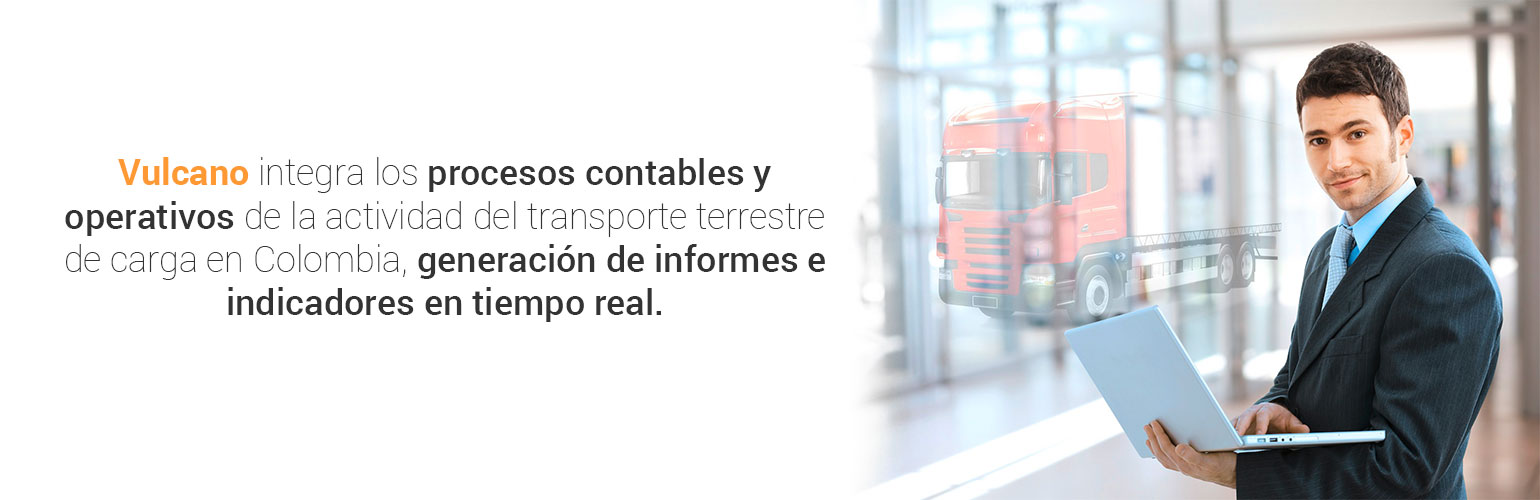 Vulcano integra los procesos contables y
operativos de la actividad del transporte terrestre
de carga en Colombia, generación de informes e
indicadores en tiempo real.